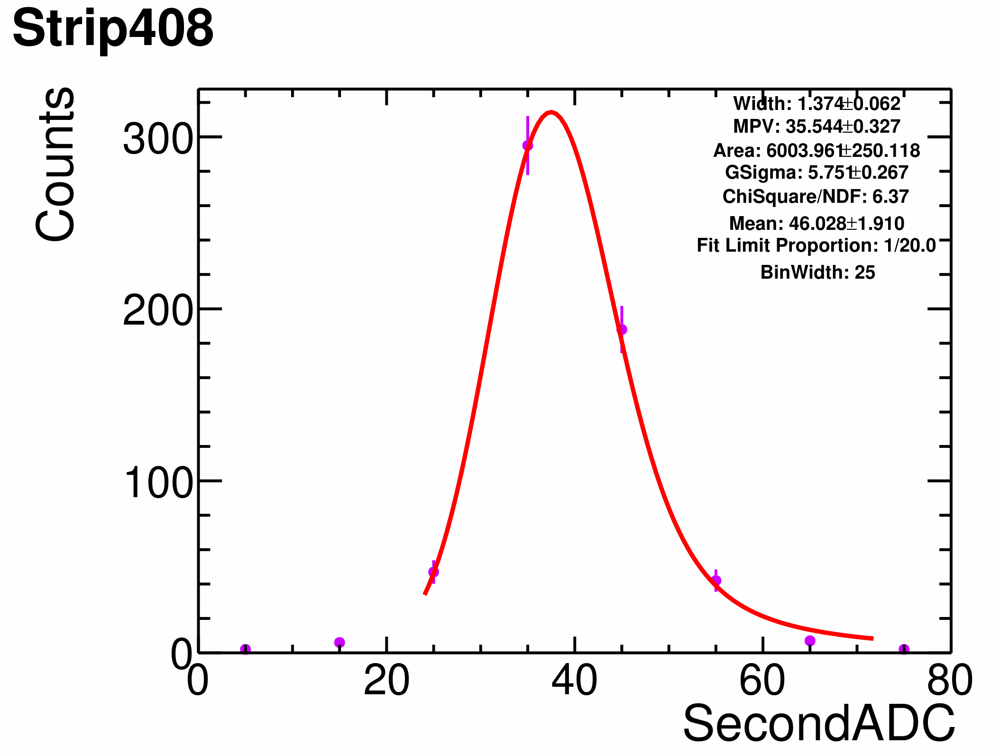 Strip408
Counts
Width: 1.374±0.062
MPV: 35.544±0.327
Area: 6003.961±250.118
GSigma: 5.751±0.267
ChiSquare/NDF: 6.37
Mean: 46.028±1.910
Fit Limit Proportion: 1/20.0
BinWidth: 25
300
200
100
0
0 20 40 60 80
SecondADC